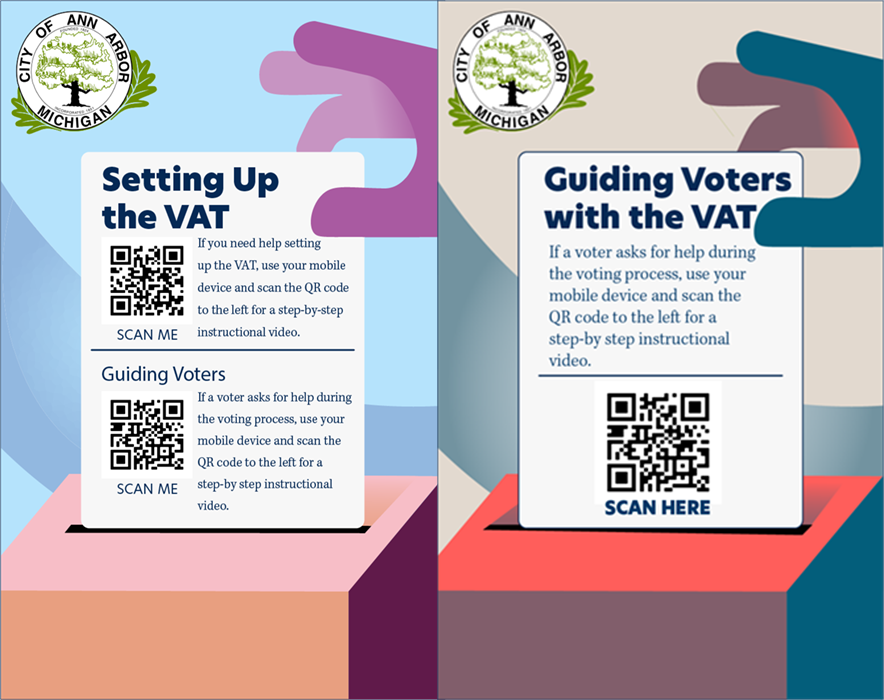 CITY OF ANN ARBOR
MICHIGAN
Setting Up
the VAT
If you need help setting
up the VAT, use your mobile
device and scan the QR code
to the left for a step-by-step
instructional video.
SCAN ME
Guiding Voters
If a voter asks for help during
the voting process, use your
mobile device and scan the
QR code to the left for a
step-by step instructional
video.
SCAN ME
CITY OF ANN ARBOR
MICHIGAN
Guiding Voters
with the VAT
If a voter asks for help during
the voting process, use your
mobile device and scan the
QR code to the left for a
step-by step instructional
video.
SCAN HERE